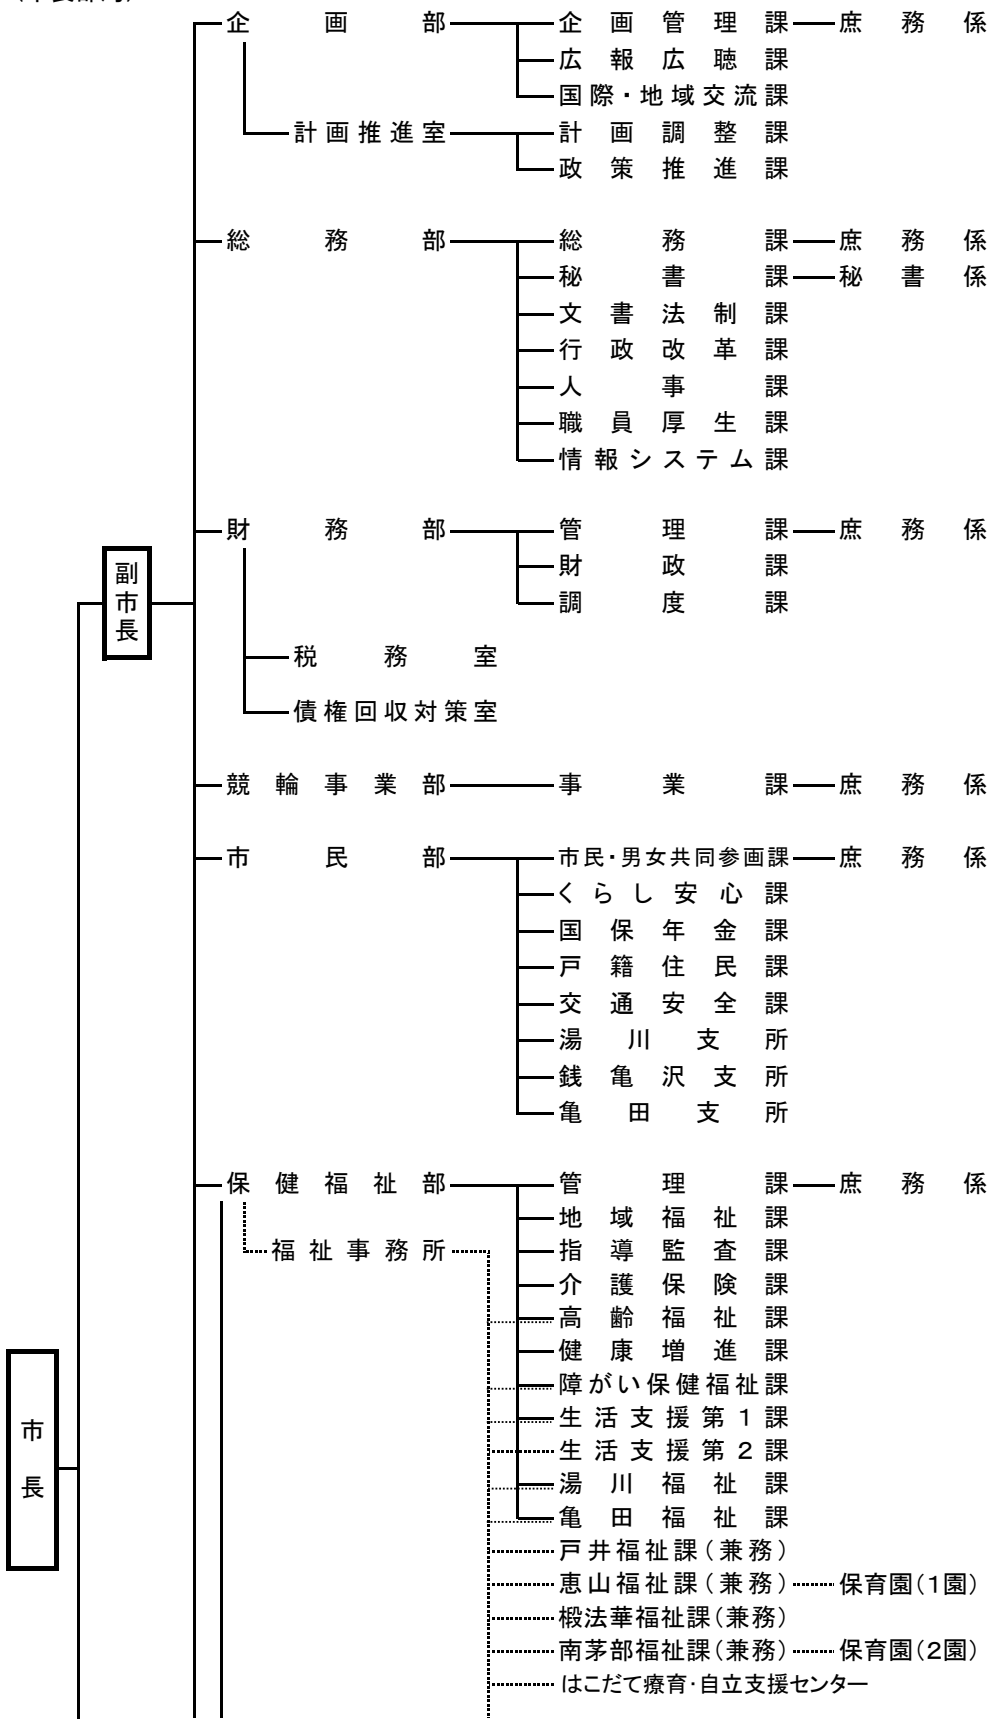 企画部 企画管理課 庶務係
広報広聴課
国際・地域交流課
計画推進室 計画調整課
政策推進課
総務部 総務課 庶務係
秘書課 秘書係
文書法制課
行政改革課
人事課
職員厚生課
情報システム課
財務部 管理課 庶務係
財政課
調度課
副市長
税務室
債権回収対策室
競輪事業部 事業課 庶務係
市民部 市民・男女共同参画課 庶務係
くらし安心課
国保年金課
戸籍住民課
交通安全課
湯川支所
銭亀沢支所
亀田支所
保健福祉部 管理課 庶務係
地域福祉課
福祉事務所 指導監査課
介護保険課
高齢福祉課
健康増進課
障がい保健福祉課
生活支援第1課
生活支援第2課
市長
湯川福祉課
亀田福祉課
戸井福祉課(兼務)
恵山福祉課(兼務) 保育園(1園)
椴法華福祉課(兼務)
南茅部福祉課(兼務) 保育園(2園)
はこだて療育・自立支援センター